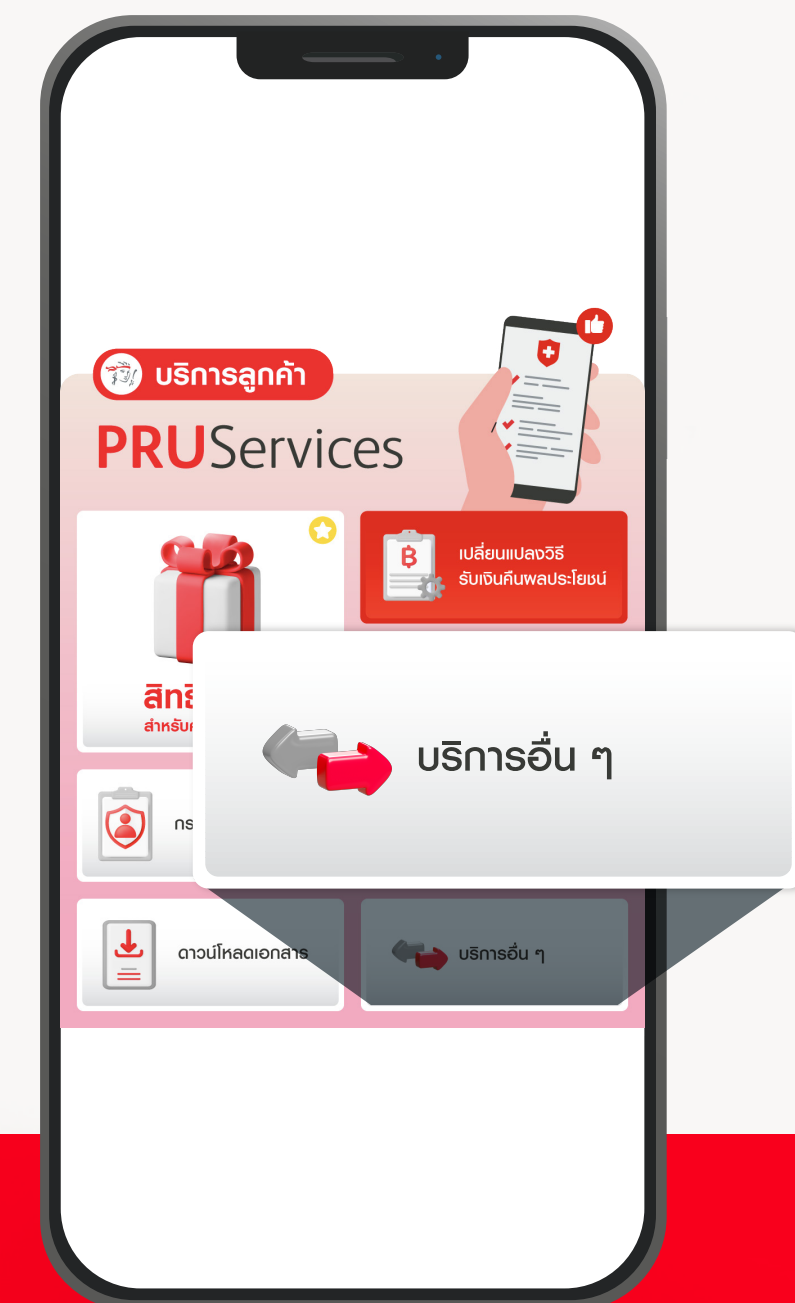 บริการลูกค้า
PRUServices
เปลี่ยนแปลงวิธี
รับเงินคืนผลประโยชน์
บริการอื่น ๆ
ดาวน์โหลดเอกสาร
บริการอื่น ๆ